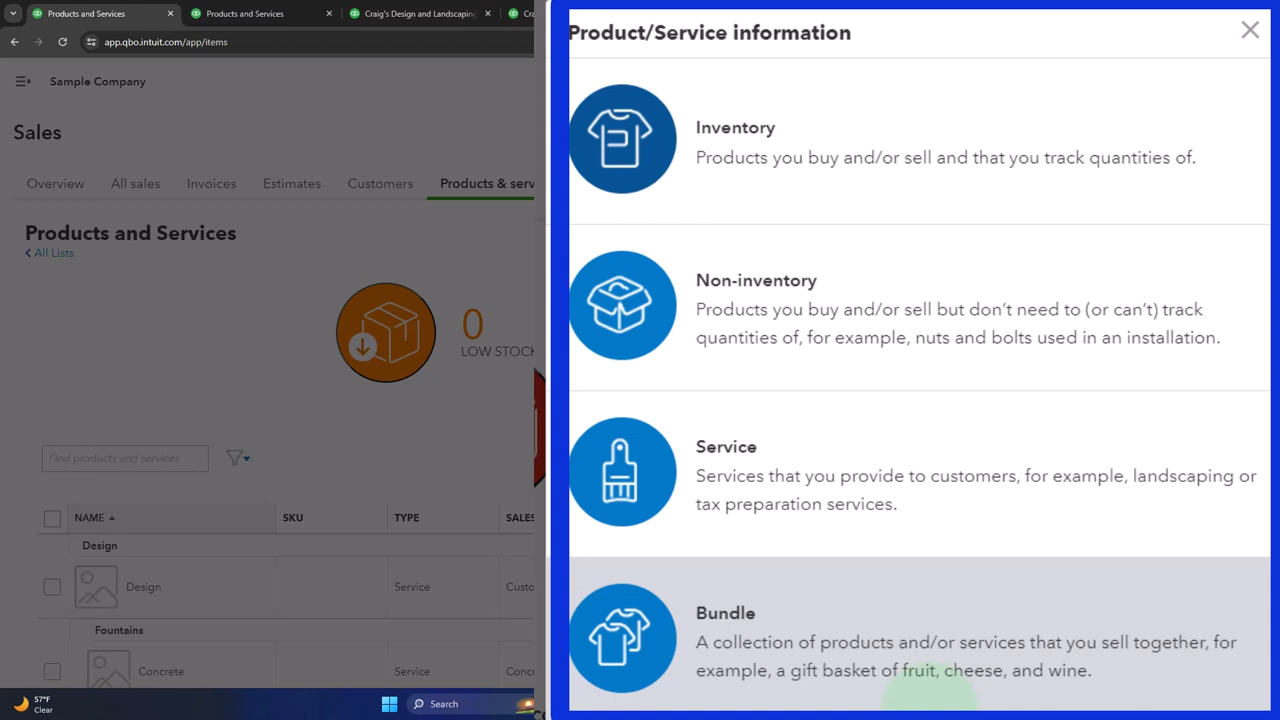 Products and Services
Products and Services
Craig's Design and Landscaping
app.qbo.intuit.com/app/items
Sample Company
Sales
Overview
All sales
Invoices
Estimates
Customers
Products & serv
Products and Services
All Lists
0
LOW STOCK
Find products and services
NAME
SKU
TYPE
SALES
Design
Design
Service
Custo
Fountains
Concrete
Service
Conc
57°F
Clear
Search
Product/Service information
Inventory
Products you buy and/or sell and that you track quantities of.
Non-inventory
Products you buy and/or sell but don’t need to (or can’t) track
quantities of, for example, nuts and bolts used in an installation.
Service
Services that you provide to customers, for example, landscaping or
tax preparation services.
Bundle
A collection of products and/or services that you sell together, for
example, a gift basket of fruit, cheese, and wine.